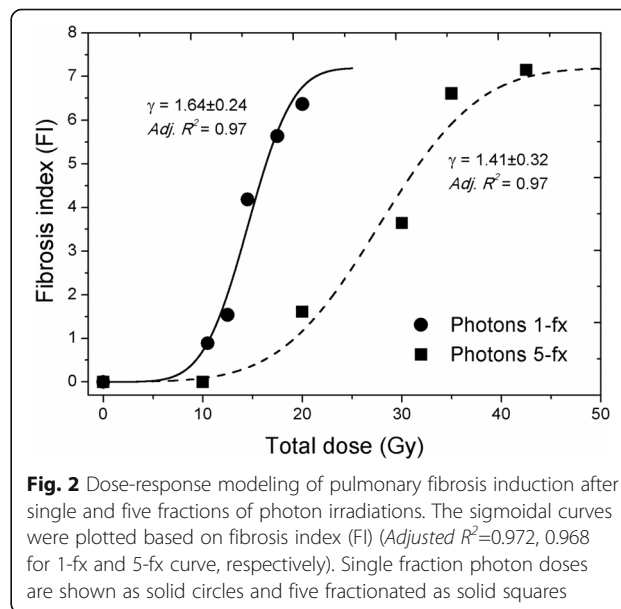 8
7
6
5
4
3
2
1
0
Fibrosis index (FI)
γ = 1.64±0.24
Adj. R²= 0.97
γ = 1.41±0.32
Adj. R²= 0.97
Photons 1-fx
Photons 5-fx
0 10 20 30 40 50
Total dose (Gy)
Fig. 2 Dose-response modeling of pulmonary fibrosis induction after
single and five fractions of photon irradiations. The sigmoidal curves
were plotted based on fibrosis index (FI) (Adjusted R²=0.972, 0.968
for 1-fx and 5-fx curve, respectively). Single fraction photon doses
are shown as solid circles and five fractionated as solid squares